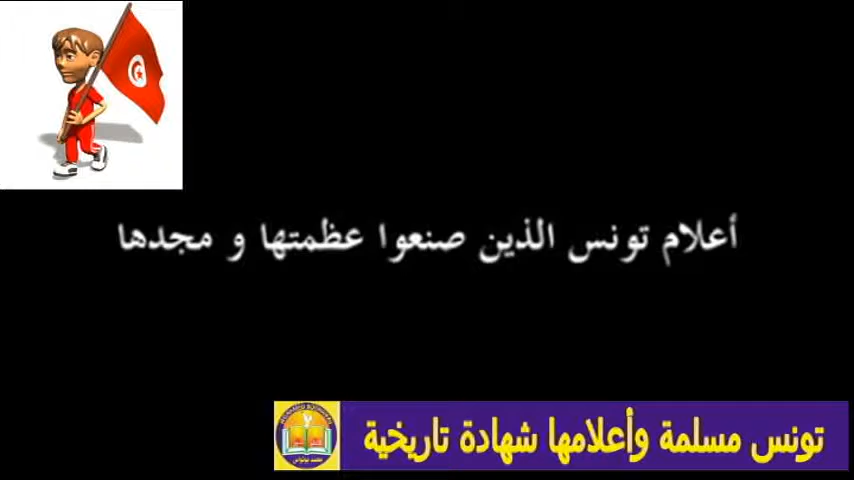 أعلام تونس الذين صنعوا عظمتها و مجدها
تونس مسلمة وأعلامها شهادة تاريخية